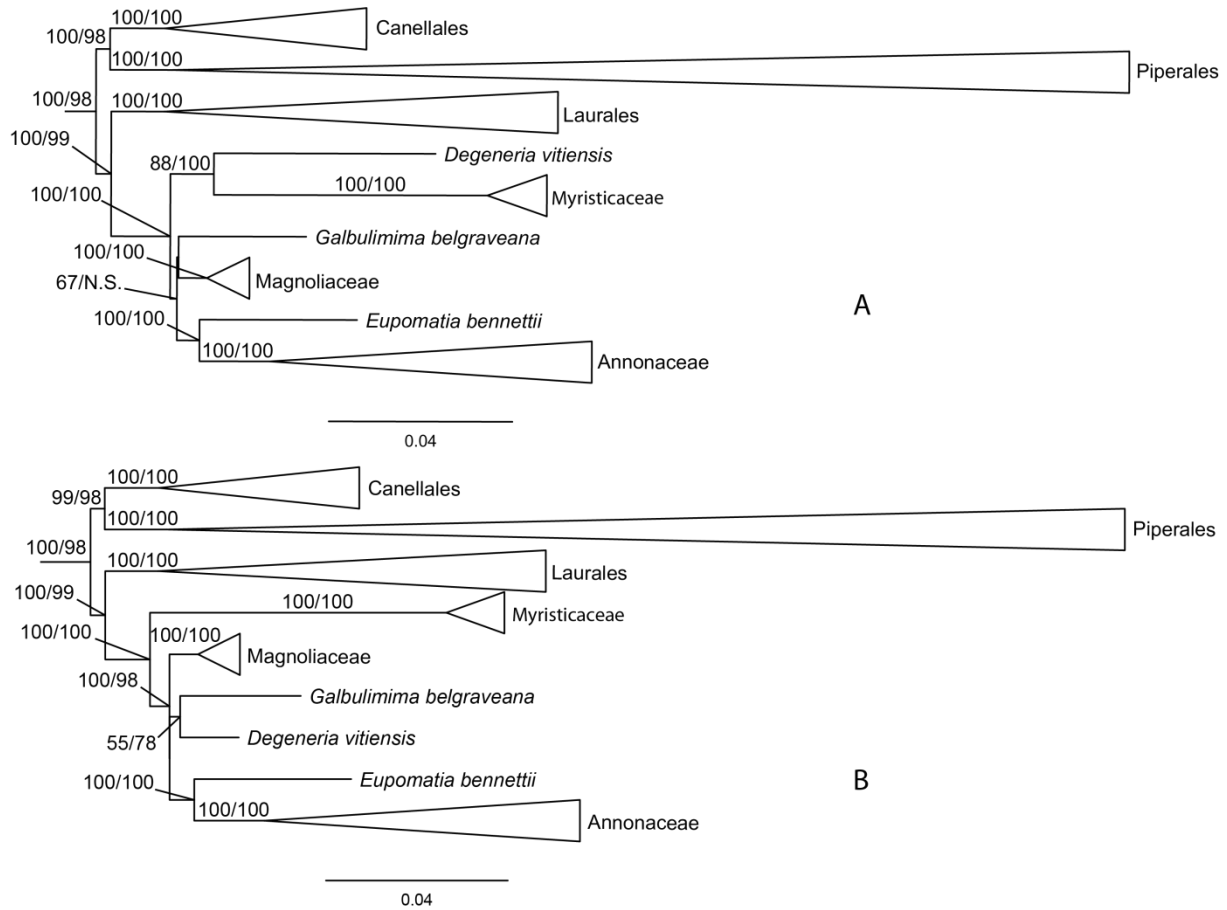 100/100
Canellales
100/98
100/100
Piperales
100/98
100/100
Laurales
100/99
Degeneria vitiensis
88/100
100/100
Myristicaceae
100/100
Galbulimima belgraveana
100/100
Magnoliaceae
67/N.S.
A
100/100
Eupomatia bennettii
100/100
Annonaceae
0.04
100/100
Canellales
99/98
100/100
Piperales
100/98
100/100
Laurales
100/99
100/100
Myristicaceae
100/100
100/100
Magnoliaceae
100/98
Galbulimima belgraveana
55/78
Degeneria vitiensis
100/100
Eupomatia bennettii
B
100/100
Annonaceae
0.04